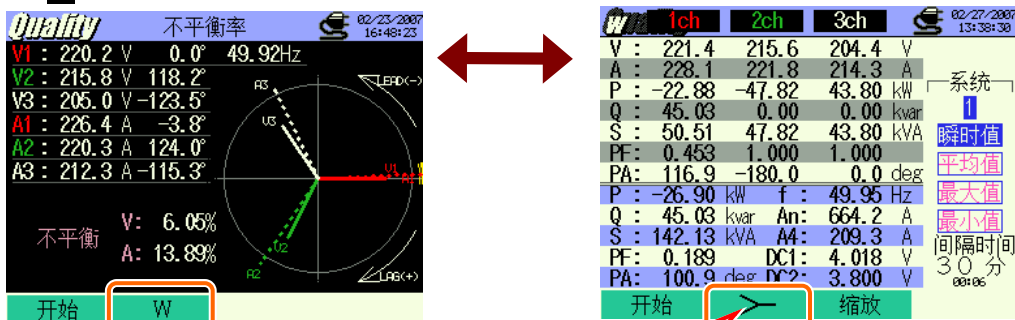 Quality 不平衡率 02/23/2007
16:48:23
V1 : 220.2 V 0.0° 49.92Hz
V2 : 215.8 V 118.2°
V3 : 205.0 V -123.5°
A1 : 226.4 A -3.8°
A2 : 220.3 A 124.0°
A3 : 212.3 A -115.3°
A3 LEAD(-)
V3
V1
V2
A2
LAG(+)
不平衡 V: 6.05%
A: 13.89%
开始 W
W 1ch 2ch 3ch 02/27/2007
13:38:30
V : 221.4 215.6 204.4 V
A : 228.1 221.8 214.3 A
P : -22.88 -47.82 43.80 kW
Q : 45.03 0.00 0.00 kvar
S : 50.51 47.82 43.80 kVA
PF: 0.453 1.000 1.000
PA: 116.9 -180.0 0.0 deg
P : -26.90 kW f : 49.95 Hz
Q : 45.03 kvar An: 664.2 A
S : 142.13 kVA A4: 209.3 A
PF: 0.189 DC1: 4.018 V
PA: 100.9 deg DC2: 3.800 V
系统
1
瞬时值
平均值
最大值
最小值
间隔时间
30 分
00:06
开始 缩放